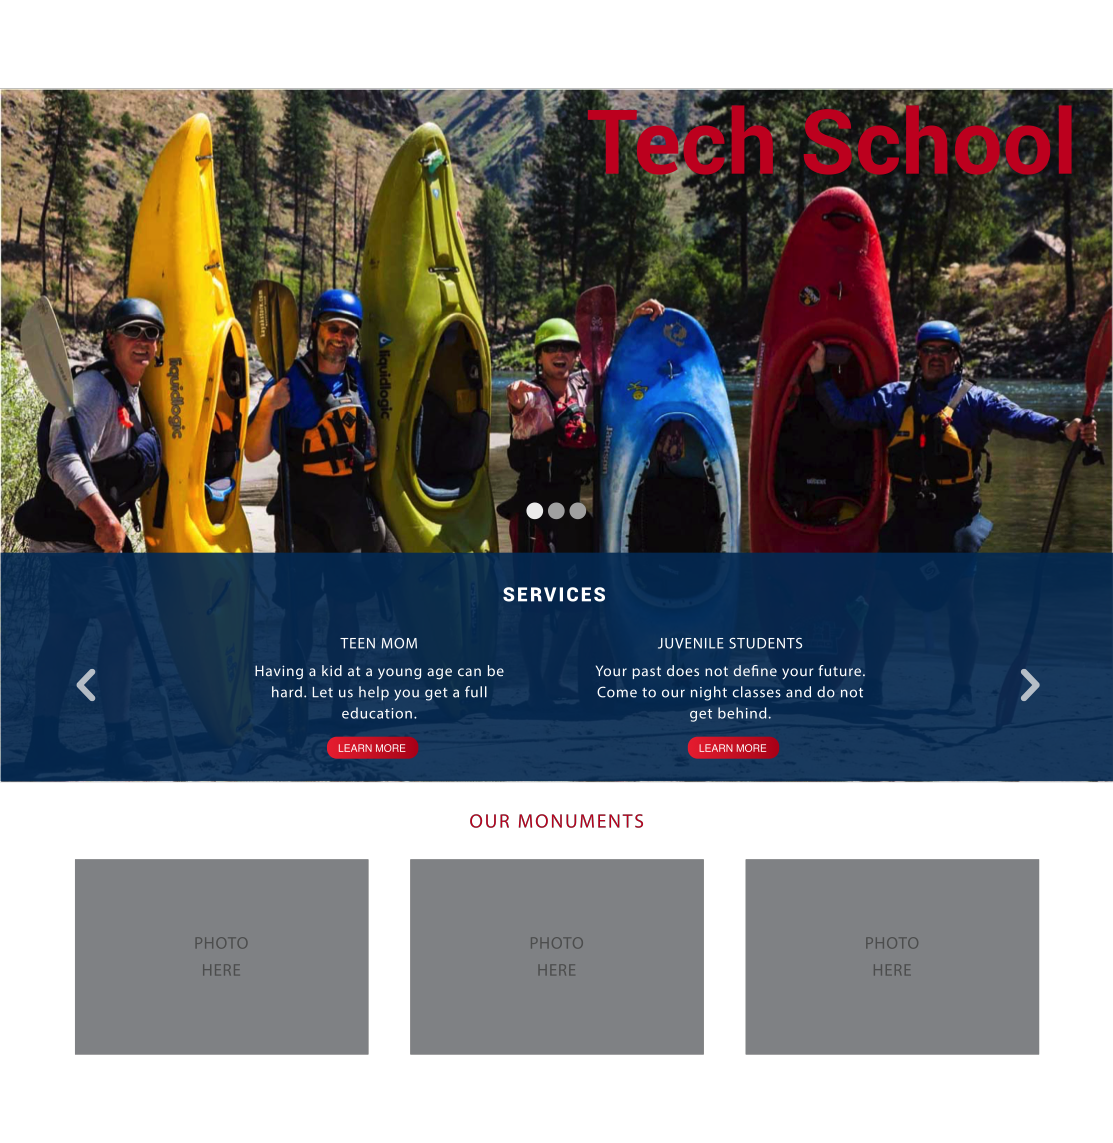 Tech School
liquidlogic
liquidlogic
Jackson
SERVICES
TEEN MOM
Having a kid at a young age can be
hard. Let us help you get a full
education.
LEARN MORE
JUVENILE STUDENTS
Your past does not define your future.
Come to our night classes and do not
get behind.
LEARN MORE
OUR MONUMENTS
PHOTO
HERE
PHOTO
HERE
PHOTO
HERE